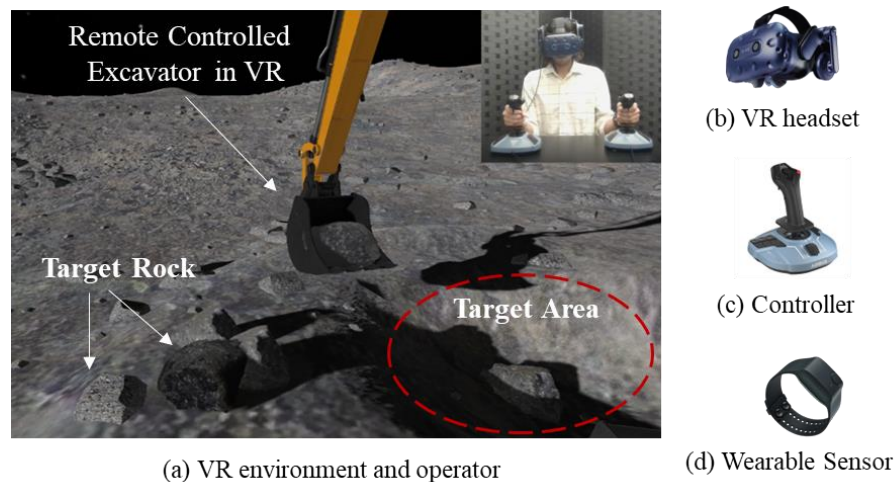 Remote Controlled
Excavator in VR
Target Rock
Target Area
(a) VR environment and operator
(b) VR headset
(c) Controller
(d) Wearable Sensor